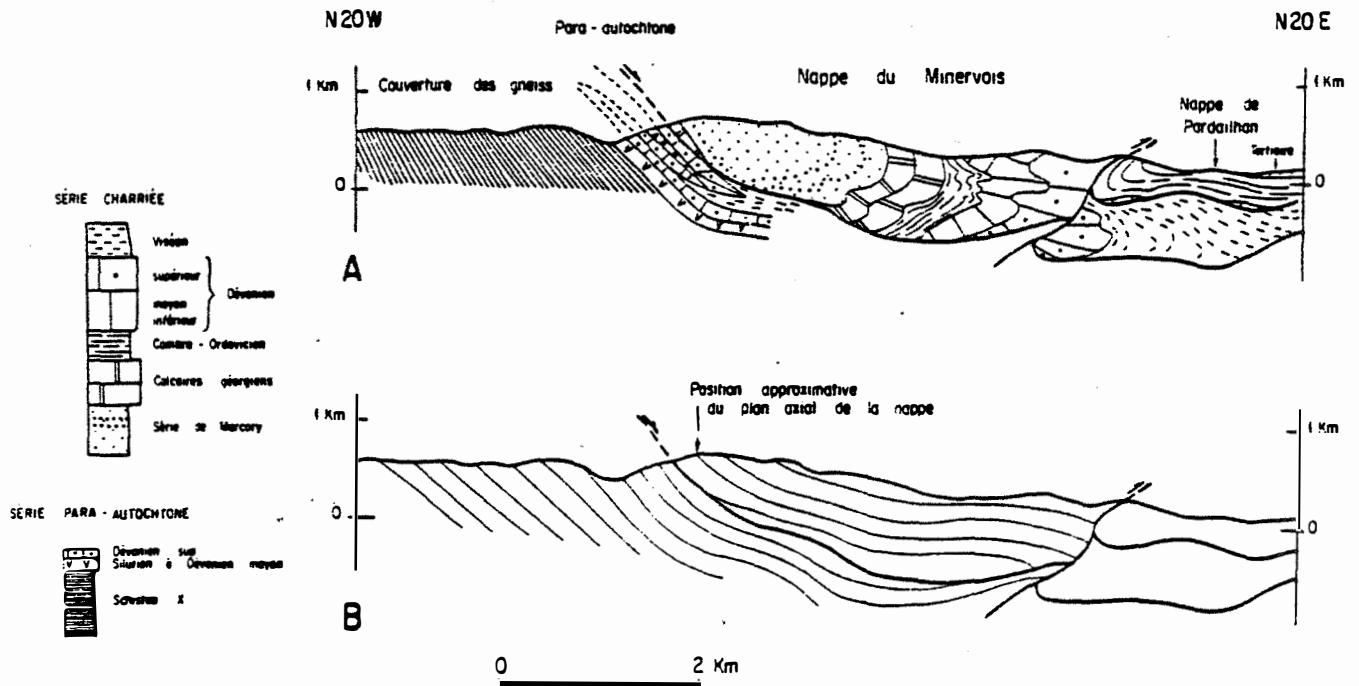 N20W
N20E
Para - autochtone
1 Km
Couverture des gneiss
Nappe du Minervois
1 Km
Nappe de
Pardailhan
Tertiaire
0
0
A
SÉRIE CHARRIÉE
Viséen
supérieur
moyen
inférieur
Dévonien
Cambro - Ordovicien
Calcaires géorgiens
Série de Marcory
Position approximative
du plan axial de la nappe
1 Km
1 Km
0
0
B
SÉRIE PARA - AUTOCHTONE
Dévonien sup
Silurien à Dévonien moyen
Schistes X
0
2 Km